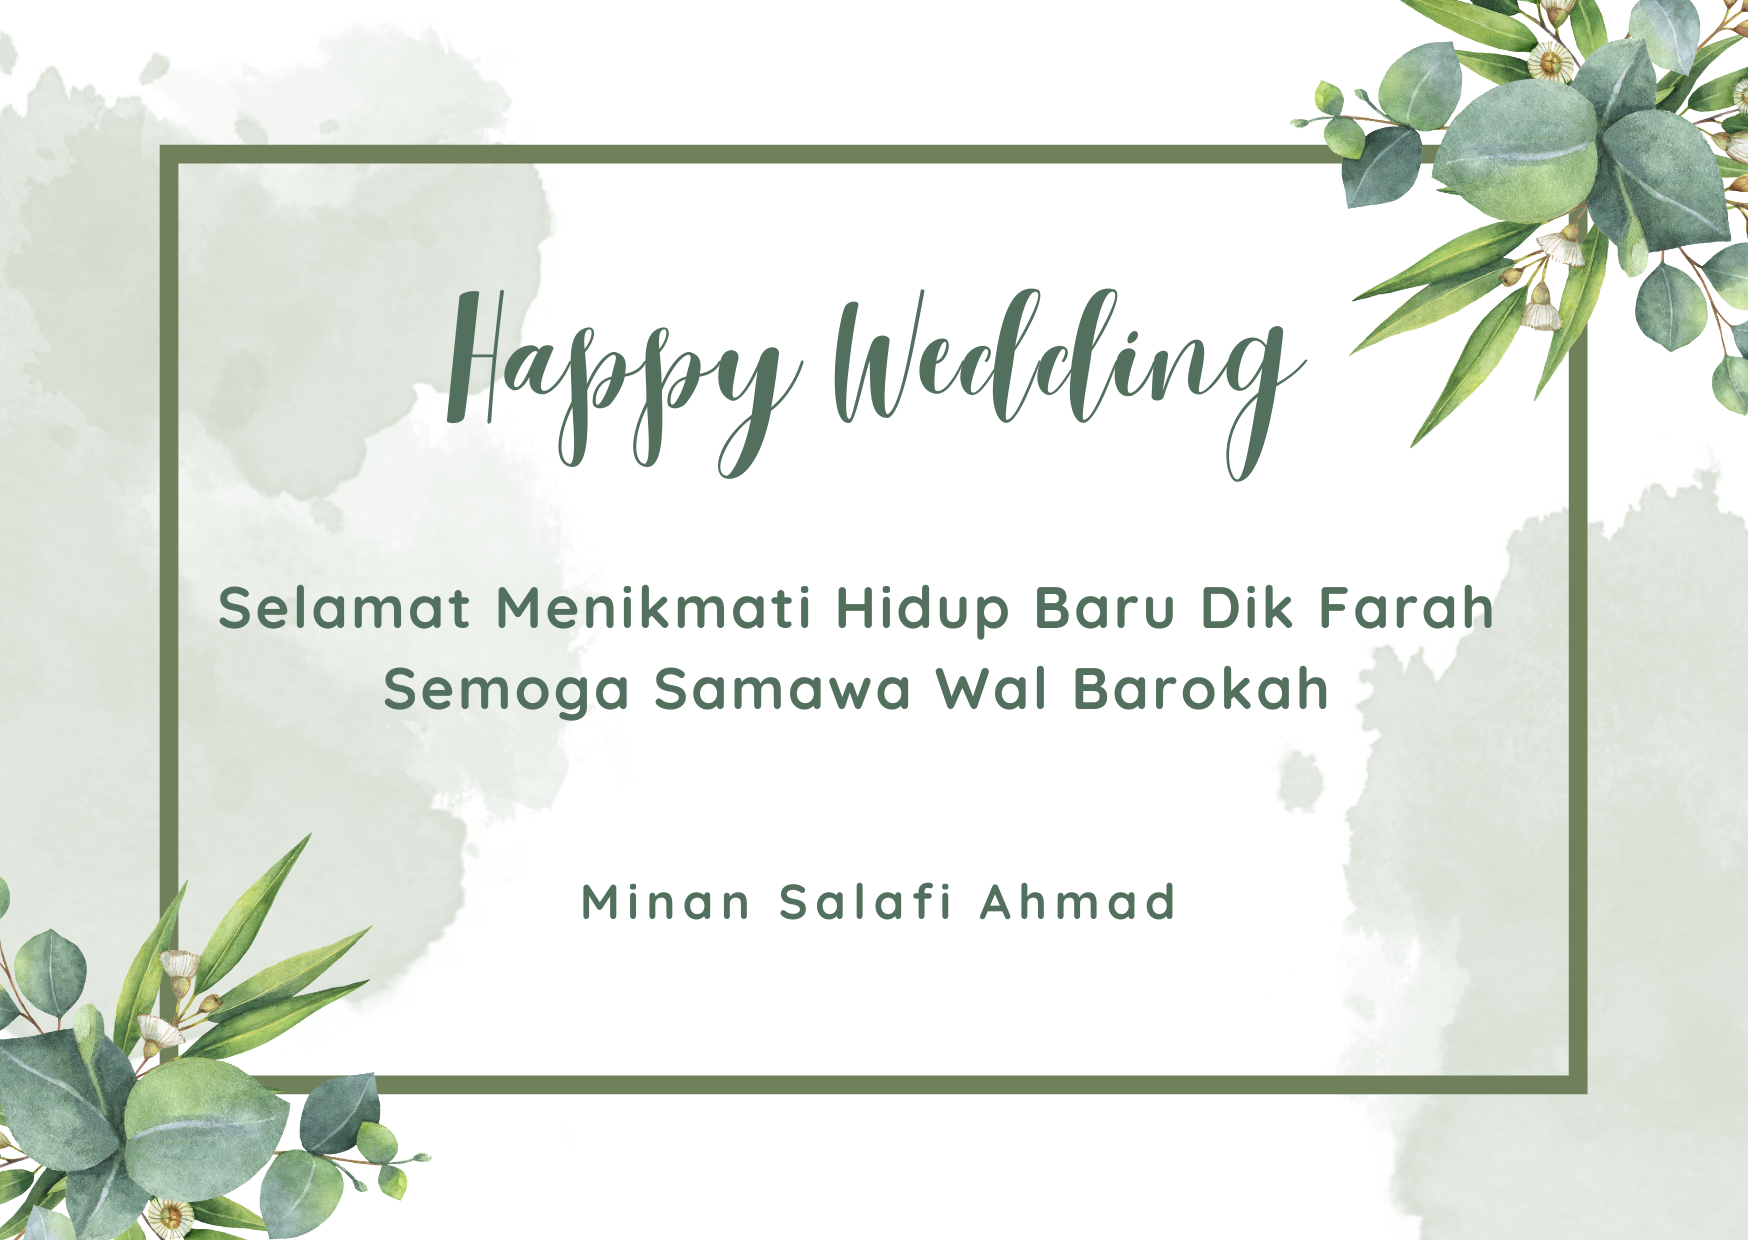 Happy Wedding
Selamat Menikmati Hidup Baru Dik Farah
Semoga Samawa Wal Barokah
Minan Salafi Ahmad